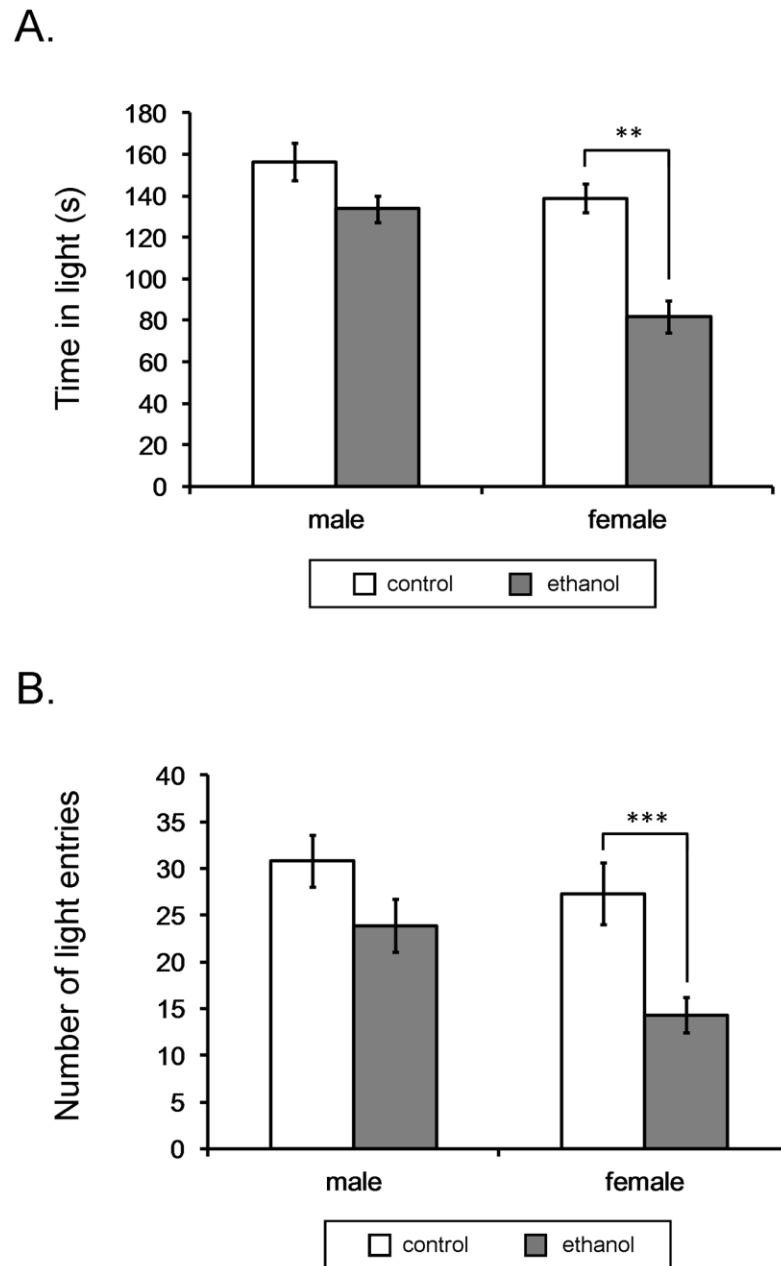 A.
Time in light (s)
180
160
140
120
100
80
60
40
20
0
**
male female
control ethanol
B.
Number of light entries
40
35
30
25
20
15
10
5
0
***
male female
control ethanol